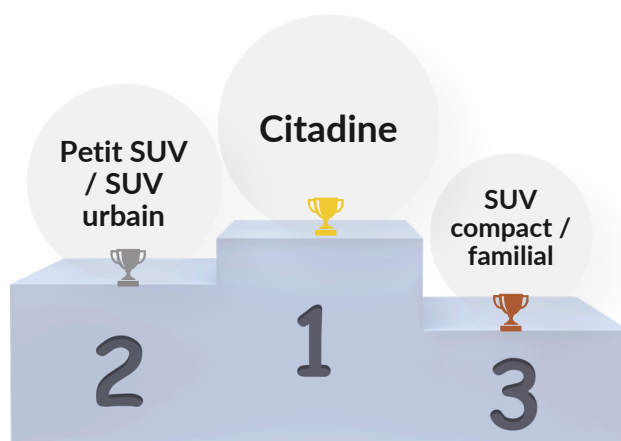 Citadine
Petit SUV
/ SUV
urbain
SUV
compact /
familial
1
2
3